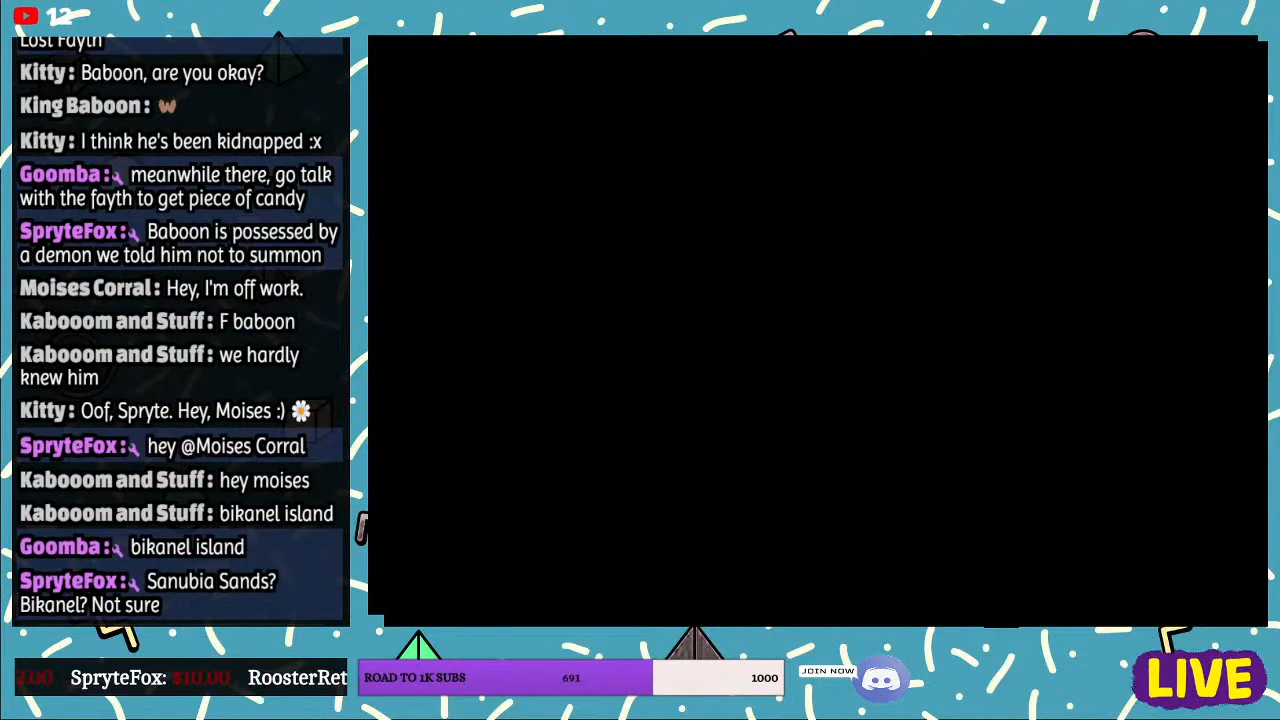 12
Lost Fayth
Kitty: Baboon, are you okay?
King Baboon:
Kitty: I think he's been kidnapped :x
Goomba: meanwhile there, go talk
with the fayth to get piece of candy
SpryteFox: Baboon is possessed by
a demon we told him not to summon
Moises Corral: Hey, I'm off work.
Kabooom and Stuff: F baboon
Kabooom and Stuff: we hardly
knew him
Kitty: Oof, Spryte. Hey, Moises :) 🌼
SpryteFox: hey @Moises Corral
Kabooom and Stuff: hey moises
Kabooom and Stuff: bikanel island
Goomba: bikanel island
SpryteFox: Sanubia Sands?
Bikanel? Not sure
SpryteFox: $10.00 RoosterRet
ROAD TO 1K SUBS 691 1000
JOIN NOW
LIVE